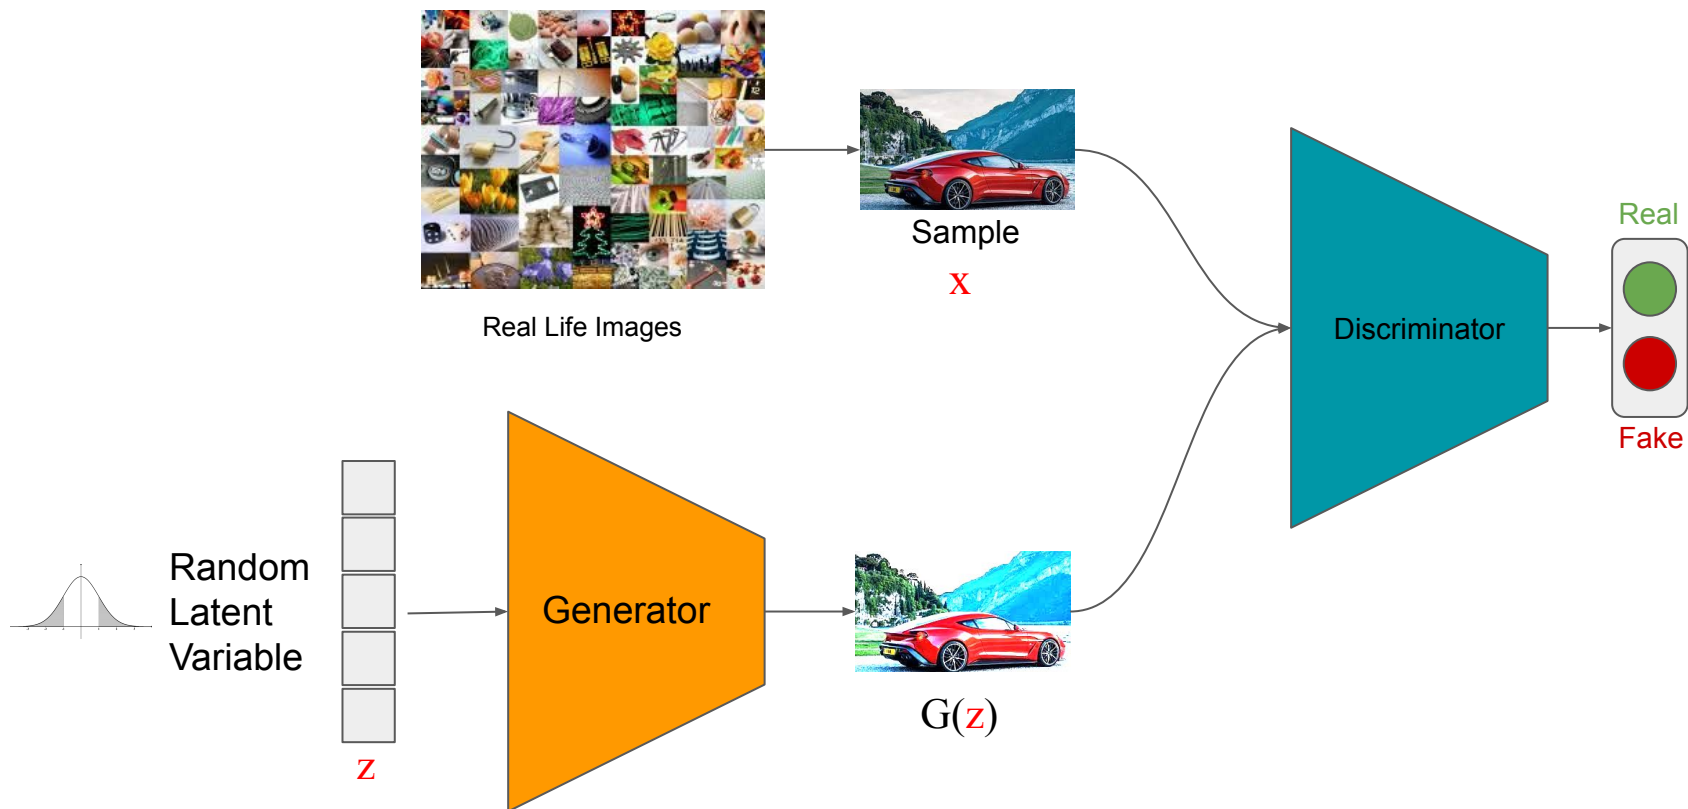 Real Life Images
Sample
x
Real
Discriminator
Fake
Random
Latent
Variable
z
Generator
G(z)